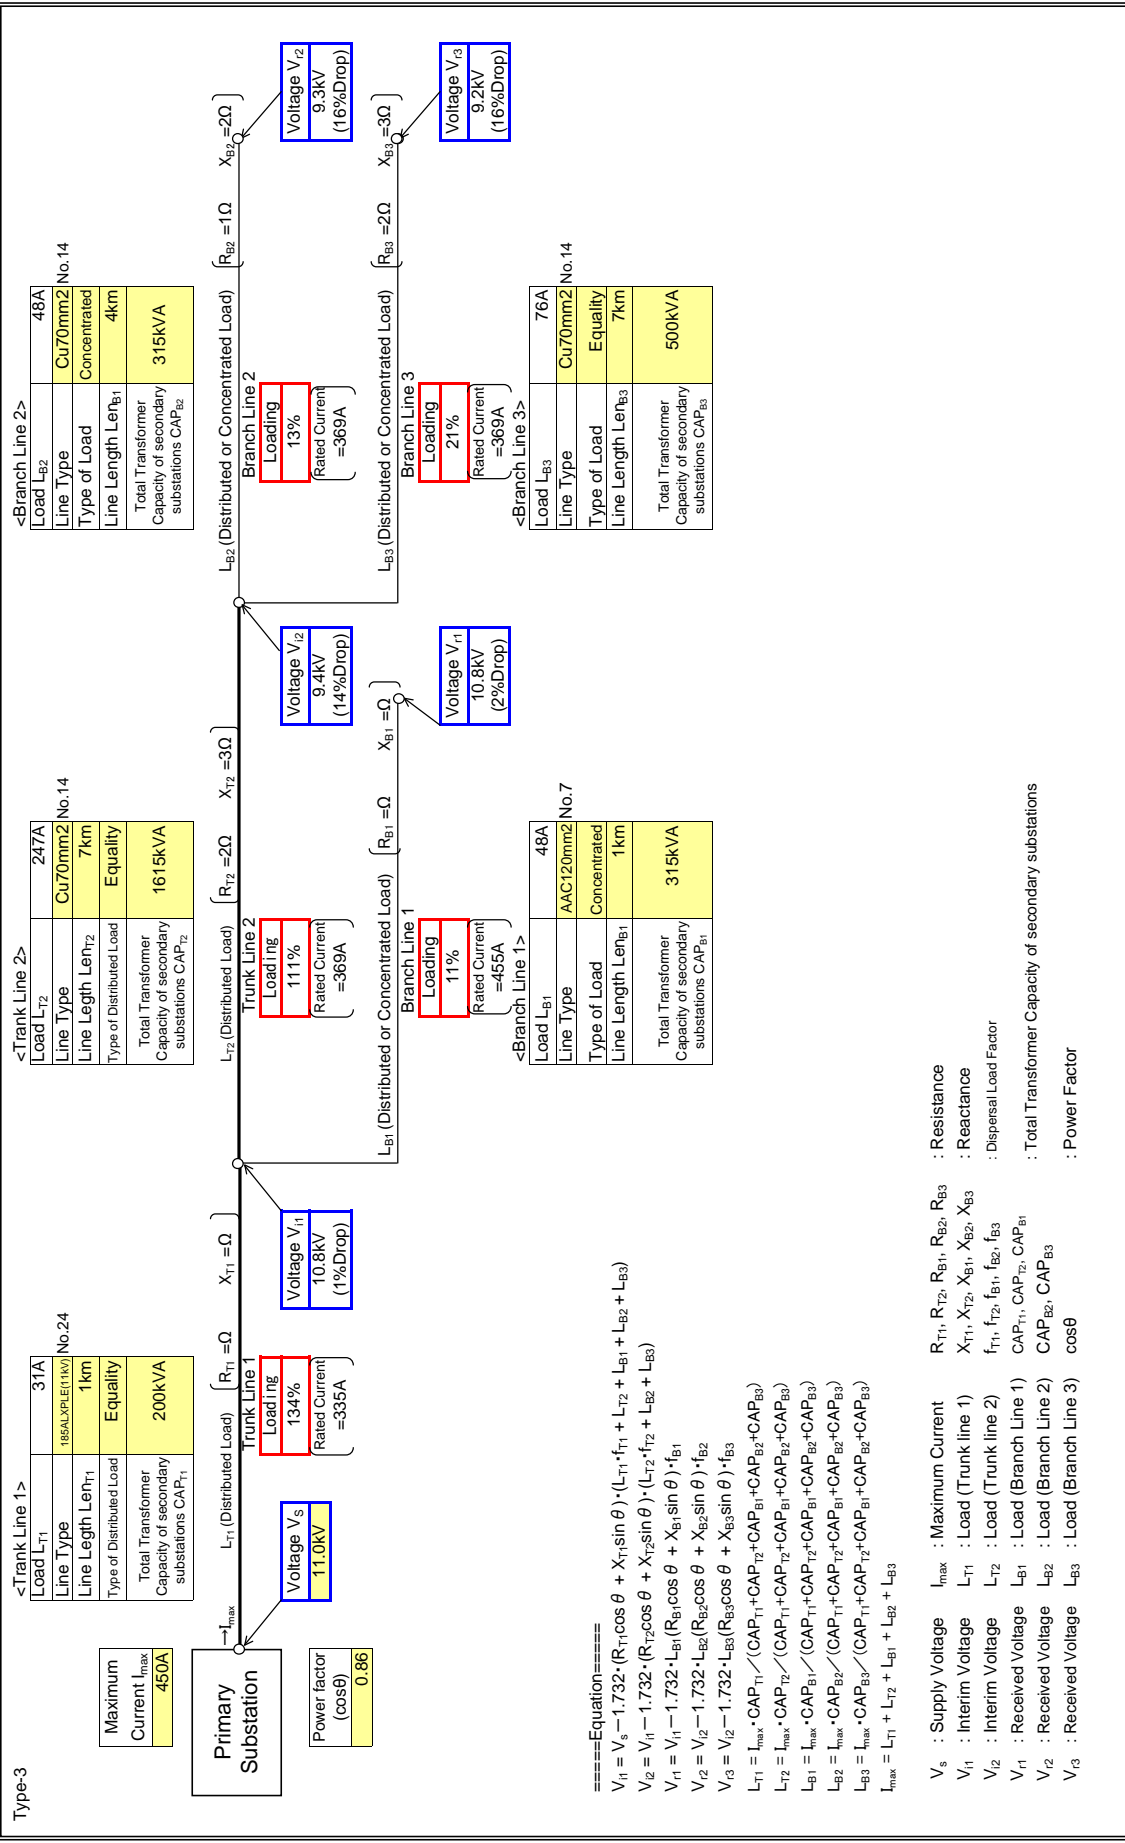 Type-3
Maximum
Current Imax
450A
Primary
Substation
Power factor
(cosθ)
0.86
→Imax
Voltage VS
11.0kV
<Trank Line 1>
Load LT1 31A
Line Type 185ALXPLE(11kV) No.24
Line Legth LenT1 1km
Type of Distributed Load Equality
Total Transformer
Capacity of secondary
substations CAPT1
200kVA
LT1 (Distributed Load)
RT1 =Ω XT1 =Ω
Trunk Line 1
Loading
134%
Rated Current
=335A
Voltage Vi1
10.8kV
(1%Drop)
<Trank Line 2>
Load LT2 247A
Line Type Cu70mm2 No.14
Line Legth LenT2 7km
Type of Distributed Load Equality
Total Transformer
Capacity of secondary
substations CAPT2
1615kVA
LT2 (Distributed Load)
RT2 =2Ω XT2 =3Ω
Trunk Line 2
Loading
111%
Rated Current
=369A
Voltage Vi2
9.4kV
(14%Drop)
LB1 (Distributed or Concentrated Load)
RB1 =Ω XB1 =Ω
Branch Line 1
Loading
11%
Rated Current
=455A
Voltage Vr1
10.8kV
(2%Drop)
<Branch Line 1>
Load LB1 48A
Line Type AAC120mm2 No.7
Type of Load Concentrated
Line Length LenB1 1km
Total Transformer
Capacity of secondary
substations CAPB1
315kVA
<Branch Line 2>
Load LB2 48A
Line Type Cu70mm2 No.14
Type of Load Concentrated
Line Length LenB1 4km
Total Transformer
Capacity of secondary
substations CAPB2
315kVA
LB2 (Distributed or Concentrated Load)
RB2 =1Ω XB2 =2Ω
Branch Line 2
Loading
13%
Rated Current
=369A
Voltage Vr2
9.3kV
(16%Drop)
LB3 (Distributed or Concentrated Load)
RB3 =2Ω XB3 =3Ω
Branch Line 3
Loading
21%
Rated Current
=369A
Voltage Vr3
9.2kV
(16%Drop)
<Branch Line 3>
Load LB3 76A
Line Type Cu70mm2 No.14
Type of Load Equality
Line Length LenB3 7km
Total Transformer
Capacity of secondary
substations CAPB3
500kVA
=====Equation=====
Vi1 = Vs－1.732・(RT1cosθ + XT1sinθ)・(LT1・fT1 + LT2 + LB1 + LB2 + LB3)
Vi2 = Vi1－1.732・(RT2cosθ + XT2sinθ)・(LT2・fT2 + LB2 + LB3)
Vr1 = Vi1－1.732・LB1(RB1cosθ + XB1sinθ)・fB1
Vr2 = Vi2－1.732・LB2(RB2cosθ + XB2sinθ)・fB2
Vr3 = Vi2－1.732・LB3(RB3cosθ + XB3sinθ)・fB3
LT1 = Imax・CAPT1／(CAPT1+CAPT2+CAPB1+CAPB2+CAPB3)
LT2 = Imax・CAPT2／(CAPT1+CAPT2+CAPB1+CAPB2+CAPB3)
LB1 = Imax・CAPB1／(CAPT1+CAPT2+CAPB1+CAPB2+CAPB3)
LB2 = Imax・CAPB2／(CAPT1+CAPT2+CAPB1+CAPB2+CAPB3)
LB3 = Imax・CAPB3／(CAPT1+CAPT2+CAPB1+CAPB2+CAPB3)
Imax = LT1 + LT2 + LB1 + LB2 + LB3
Vs : Supply Voltage Imax : Maximum Current RT1, RT2, RB1, RB2, RB3 : Resistance
Vi1 : Interim Voltage LT1 : Load (Trunk line 1) XT1, XT2, XB1, XB2, XB3 : Reactance
Vi2 : Interim Voltage LT2 : Load (Trunk line 2) fT1, fT2, fB1, fB2, fB3 : Dispersal Load Factor
Vr1 : Received Voltage LB1 : Load (Branch Line 1) CAPT1, CAPT2, CAPB1 : Total Transformer Capacity of secondary substations
Vr2 : Received Voltage LB2 : Load (Branch Line 2) CAPB2, CAPB3
Vr3 : Received Voltage LB3 : Load (Branch Line 3) cosθ : Power Factor